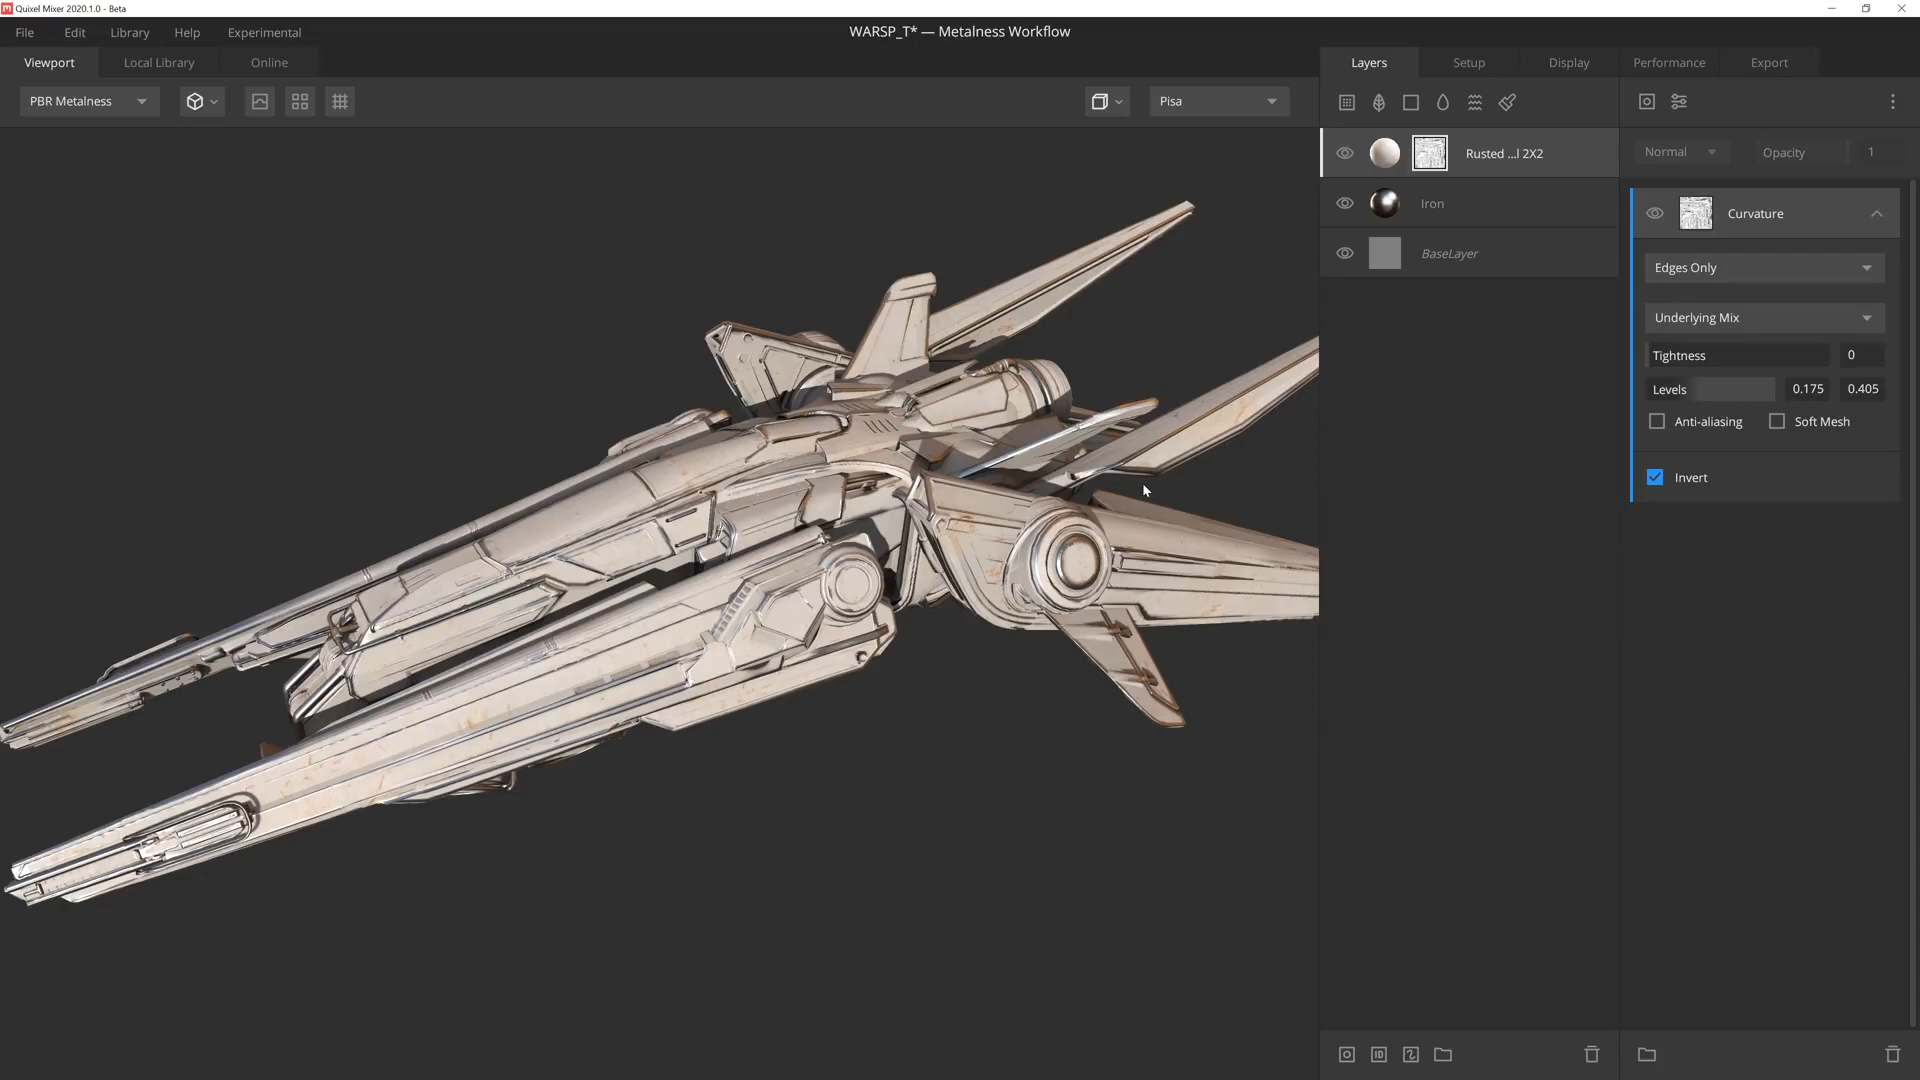 Quixel Mixer 2020.1.0 - Beta
File Edit Library Help Experimental
WARSP_T* — Metalness Workflow
Viewport Local Library Online
Layers Setup Display Performance Export
PBR Metalness
Pisa
Rusted ...l 2X2
Normal Opacity 1
Iron
Curvature
BaseLayer
Edges Only
Underlying Mix
Tightness 0
Levels 0.175 0.405
Anti-aliasing Soft Mesh
Invert
ID